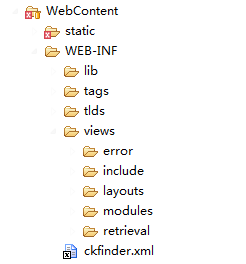 WebContent
static
WEB-INF
lib
tags
tlds
views
error
include
layouts
modules
retrieval
ckfinder.xml